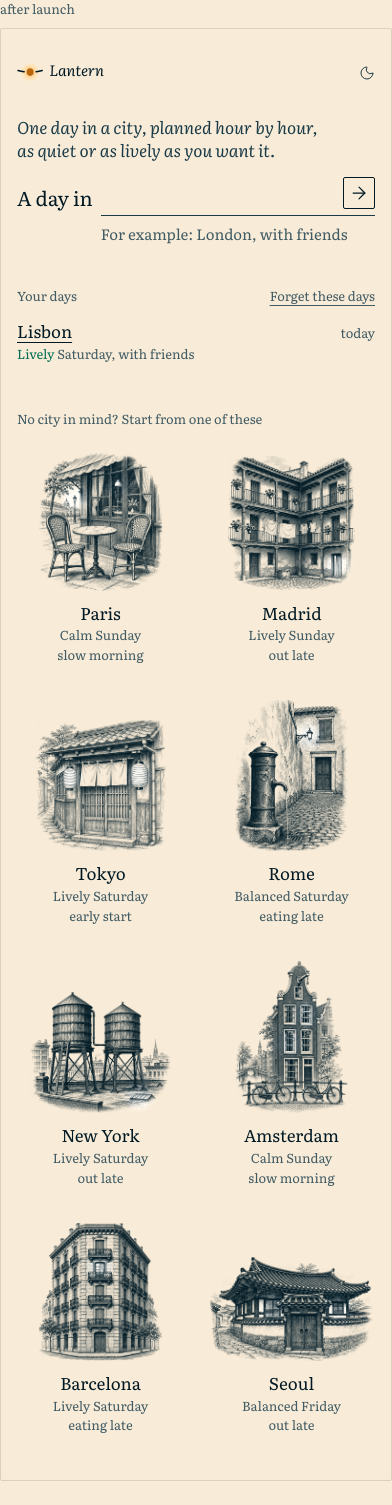 after launch
Lantern
One day in a city, planned hour by hour,
as quiet or as lively as you want it.
A day in
For example: London, with friends
Your days
Forget these days
Lisbon
today
Lively Saturday, with friends
No city in mind? Start from one of these
Paris
Calm Sunday
slow morning
Madrid
Lively Sunday
out late
Tokyo
Lively Saturday
early start
Rome
Balanced Saturday
eating late
New York
Lively Saturday
out late
Amsterdam
Calm Sunday
slow morning
Barcelona
Lively Saturday
eating late
Seoul
Balanced Friday
out late